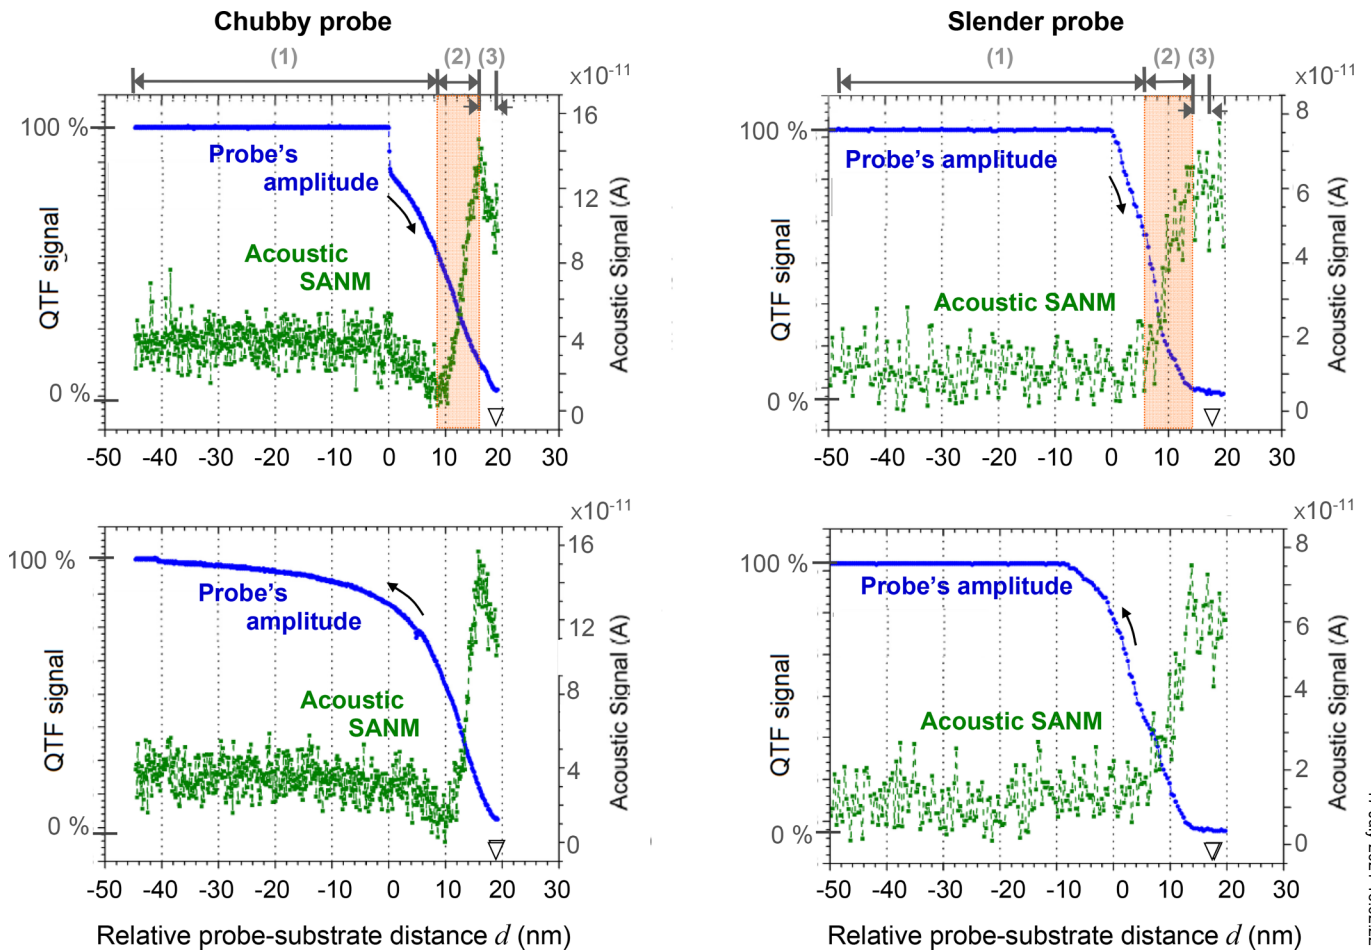 Chubby probe
Slender probe
(1) (2) (3)
(1) (2) (3)
x10-11
x10-11
100 %
0 %
QTF signal
Probe's
amplitude
Acoustic
SANM
16
12
8
4
0
Acoustic Signal (A)
-50 -40 -30 -20 -10 0 10 20 30
100 %
0 %
QTF signal
Probe's amplitude
Acoustic SANM
8
6
4
2
0
Acoustic Signal (A)
-50 -40 -30 -20 -10 0 10 20 30
x10-11
x10-11
100 %
0 %
QTF signal
Probe's
amplitude
Acoustic
SANM
16
12
8
4
0
Acoustic Signal (A)
-50 -40 -30 -20 -10 0 10 20 30
Relative probe-substrate distance d (nm)
100 %
0 %
QTF signal
Probe's amplitude
Acoustic SANM
8
6
4
2
0
Acoustic Signal (A)
-50 -40 -30 -20 -10 0 10 20 30
Relative probe-substrate distance d (nm)